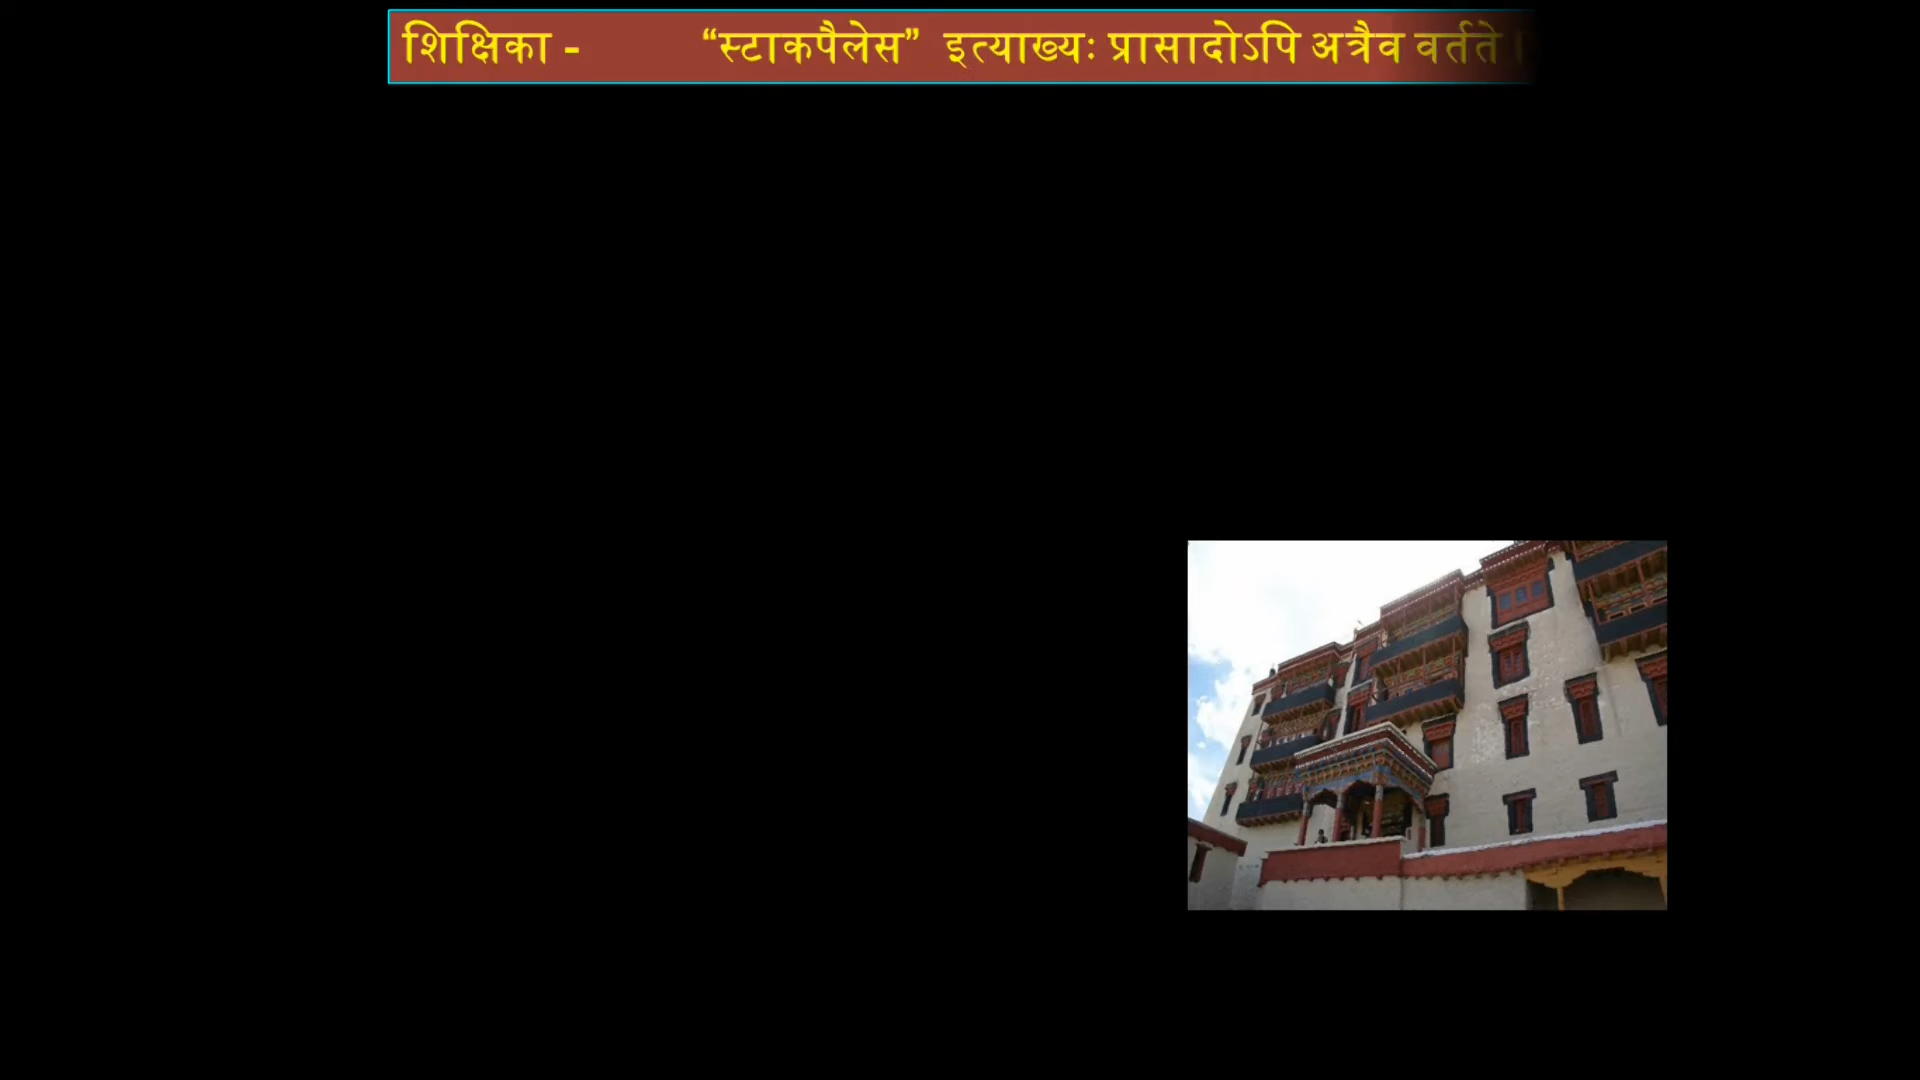 शिक्षिका - “स्टाकपैलेस” इत्याख्यः प्रासादोऽपि अत्रैव वर्तते ।